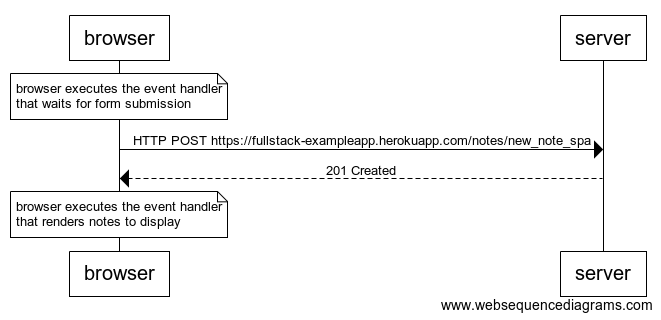 browser
server
browser executes the event handler
that waits for form submission
HTTP POST https://fullstack-exampleapp.herokuapp.com/notes/new_note_spa
201 Created
browser executes the event handler
that renders notes to display
browser
server
www.websequencediagrams.com